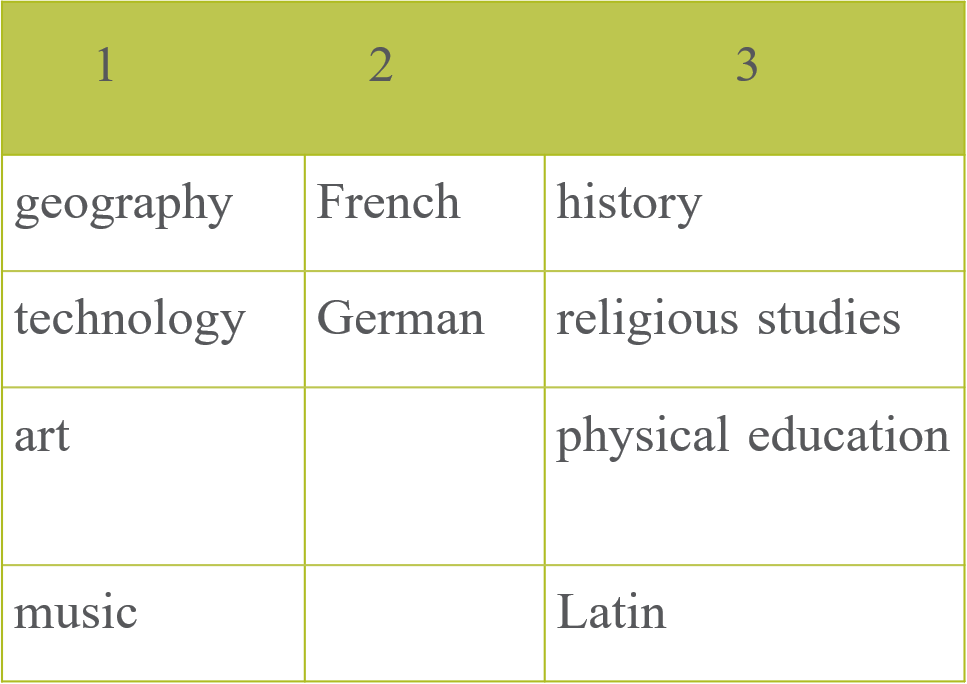 1 2 3
geography French history
technology German religious studies
art physical education
music Latin